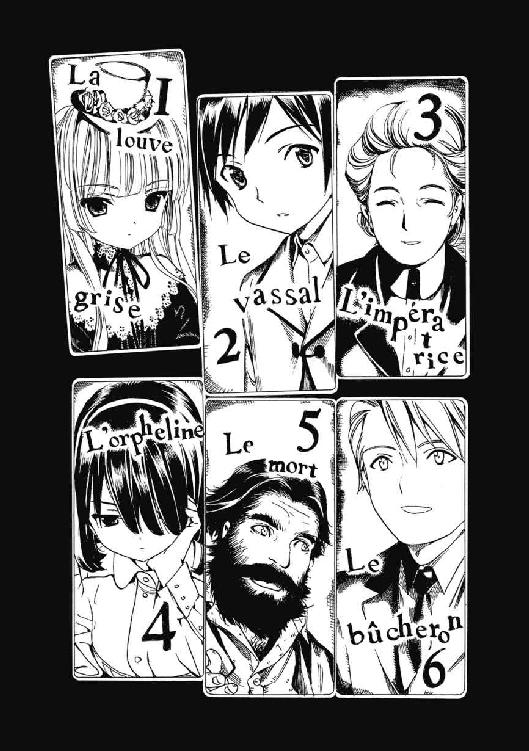 La
1
louve
grise
Le
vassal
2
3
L'impéra
t
rice
L'orpheline
4
Le
5
mort
Le
bûcheron
6